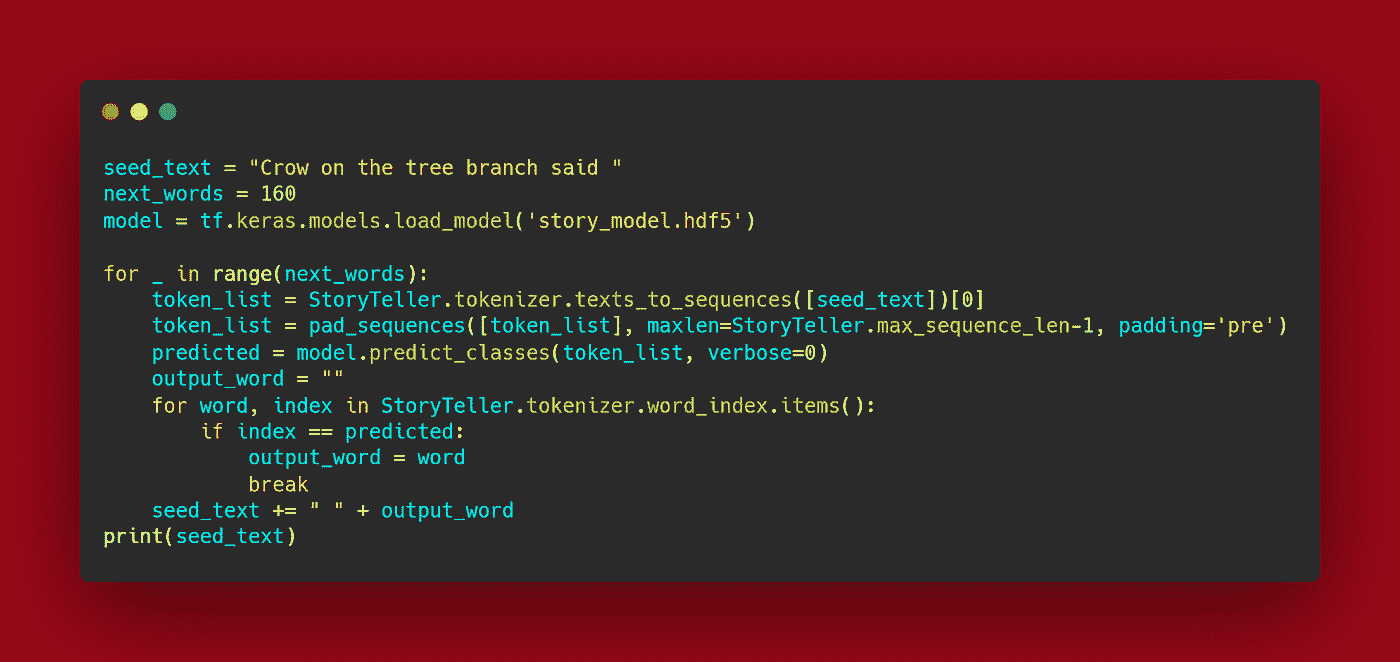 seed_text = "Crow on the tree branch said "
next_words = 160
model = tf.keras.models.load_model('story_model.hdf5')

for _ in range(next_words):
    token_list = StoryTeller.tokenizer.texts_to_sequences([seed_text])[0]
    token_list = pad_sequences([token_list], maxlen=StoryTeller.max_sequence_len-1, padding='pre')
    predicted = model.predict_classes(token_list, verbose=0)
    output_word = ""
    for word, index in StoryTeller.tokenizer.word_index.items():
        if index == predicted:
            output_word = word
            break
    seed_text += " " + output_word
print(seed_text)